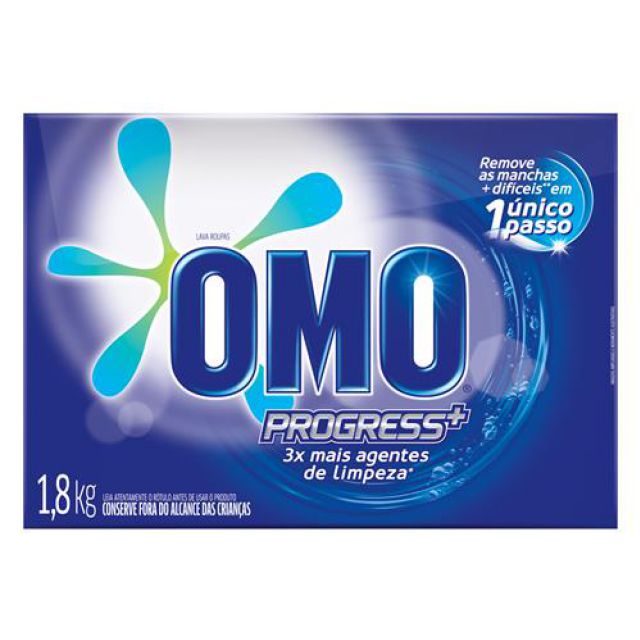 Remove
as manchas
+ difíceis** em
1 único
passo
LAVA ROUPAS
OMO®
PROGRESS+
3x mais agentes
de limpeza*
1,8 kg
LEIA ATENTAMENTE O RÓTULO ANTES DE USAR O PRODUTO
CONSERVE FORA DO ALCANCE DAS CRIANÇAS